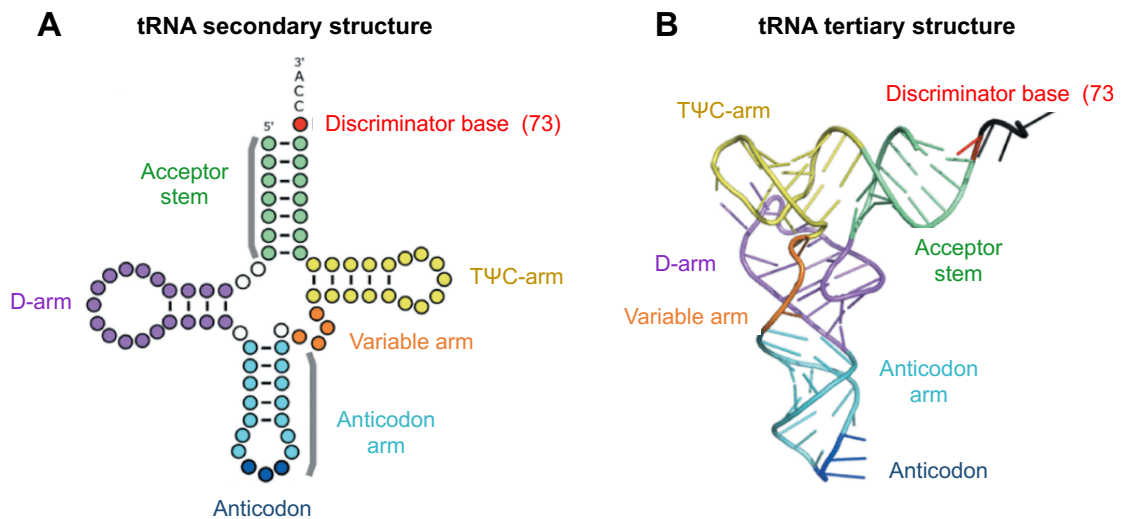 A
tRNA secondary structure
3'
A
C
C
5'
Discriminator base (73)
Acceptor
stem
D-arm
TΨC-arm
Variable arm
Anticodon
arm
Anticodon
B
tRNA tertiary structure
Discriminator base (73
TΨC-arm
Acceptor
stem
D-arm
Variable arm
Anticodon
arm
Anticodon